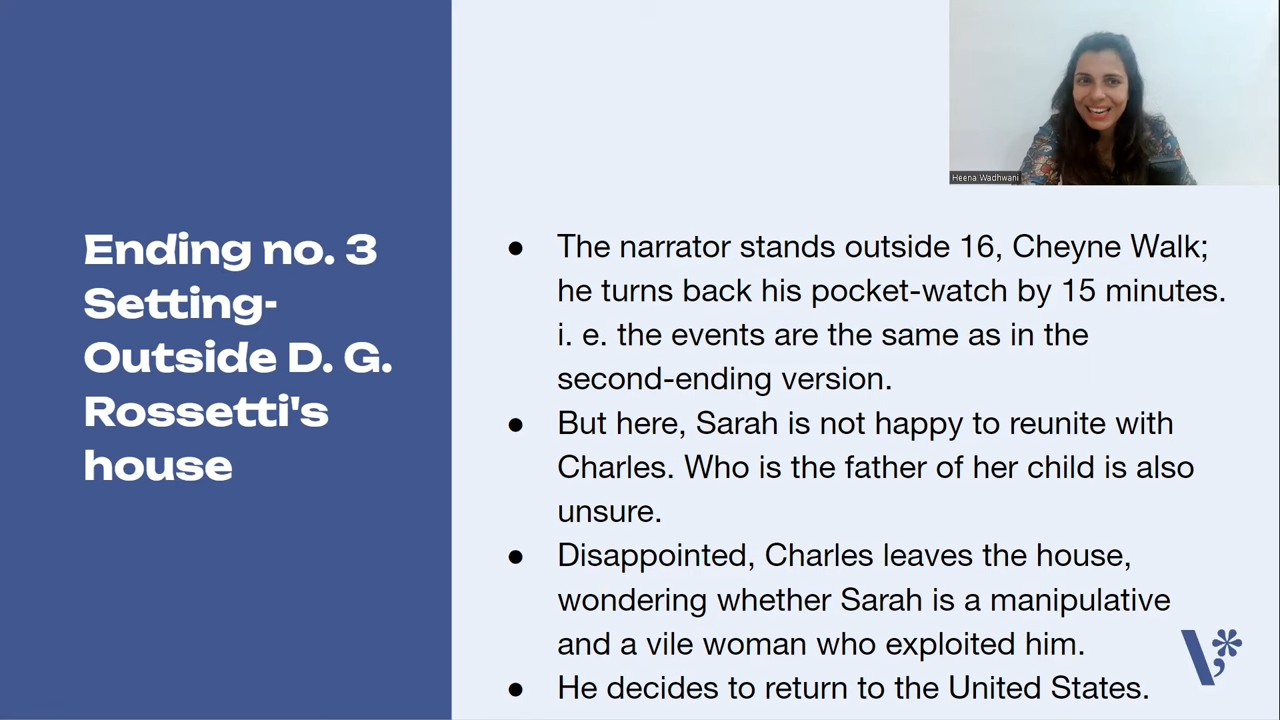 Heena Wadhwani
Ending no. 3
Setting-
Outside D. G.
Rossetti's
house
● The narrator stands outside 16, Cheyne Walk;
he turns back his pocket-watch by 15 minutes.
i. e. the events are the same as in the
second-ending version.
● But here, Sarah is not happy to reunite with
Charles. Who is the father of her child is also
unsure.
● Disappointed, Charles leaves the house,
wondering whether Sarah is a manipulative
and a vile woman who exploited him.
● He decides to return to the United States.